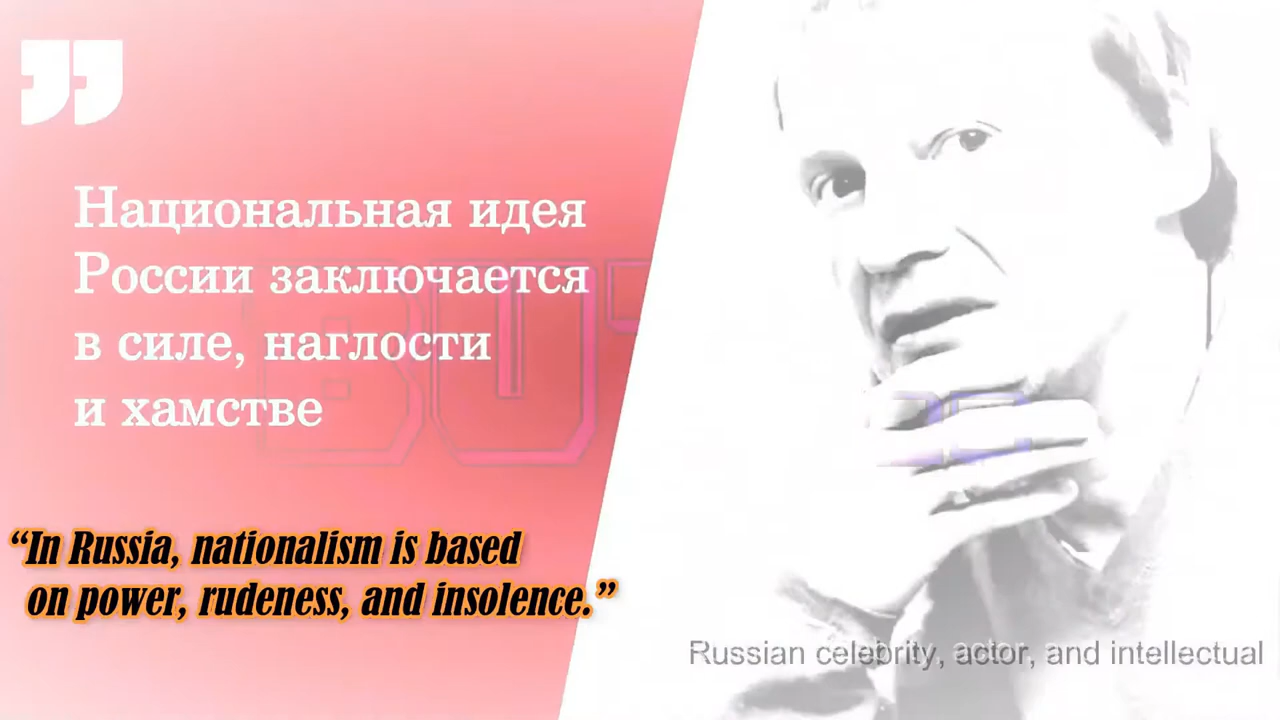 Национальная идея
России заключается
в силе, наглости
и хамстве
“In Russia, nationalism is based
on power, rudeness, and insolence.”
Russian celebrity, actor, and intellectual